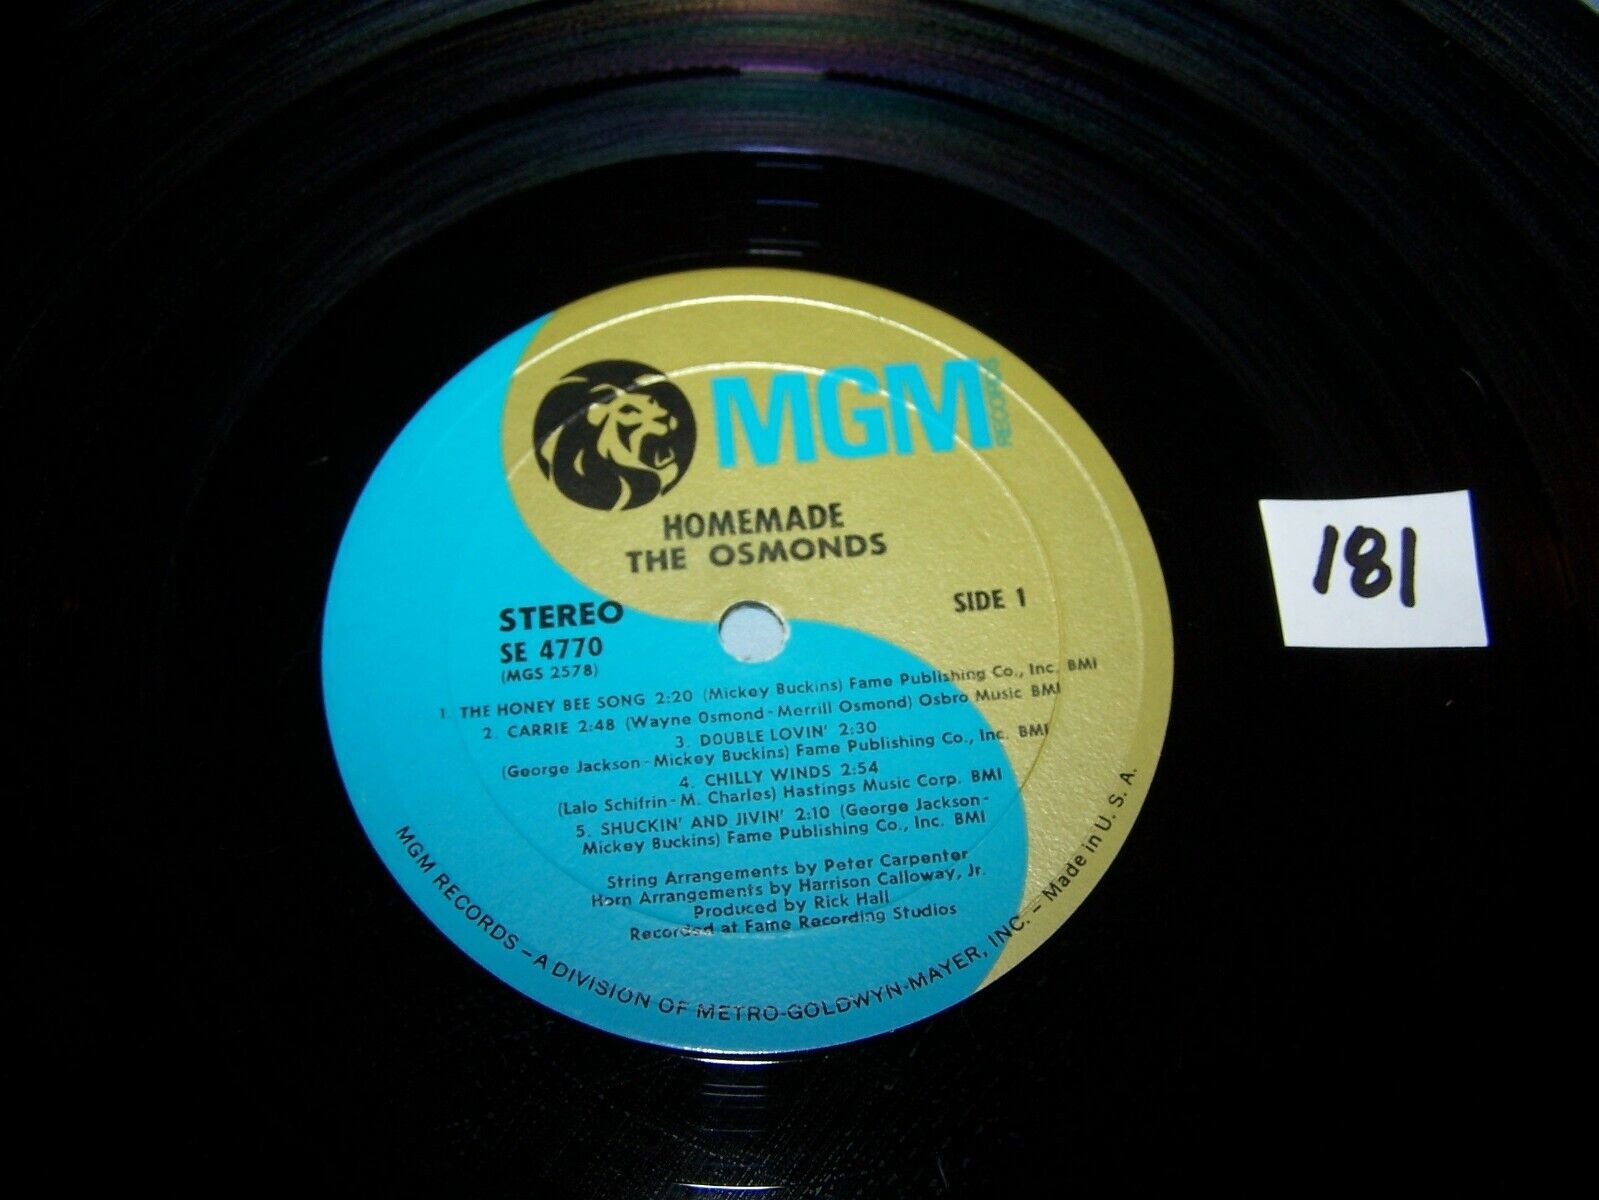 MGM RECORDS
HOMEMADE
THE OSMONDS
STEREO
SE 4770
(MGS 2578)
SIDE 1
1. THE HONEY BEE SONG 2:20 (Mickey Buckins) Fame Publishing Co., Inc. BMI
2. CARRIE 2:48 (Wayne Osmond - Merrill Osmond) Osbro Music BMI
3. DOUBLE LOVIN' 2:30
(George Jackson - Mickey Buckins) Fame Publishing Co., Inc. BMI
4. CHILLY WINDS 2:54
(Lalo Schifrin - M. Charles) Hastings Music Corp. BMI
5. SHUCKIN' AND JIVIN' 2:10 (George Jackson-
Mickey Buckins) Fame Publishing Co., Inc. BMI
String Arrangements by Peter Carpenter
Horn Arrangements by Harrison Calloway, Jr.
Produced by Rick Hall
Recorded at Fame Recording Studios
MGM RECORDS – A DIVISION OF METRO-GOLDWYN-MAYER, INC. – Made in U. S. A.
181